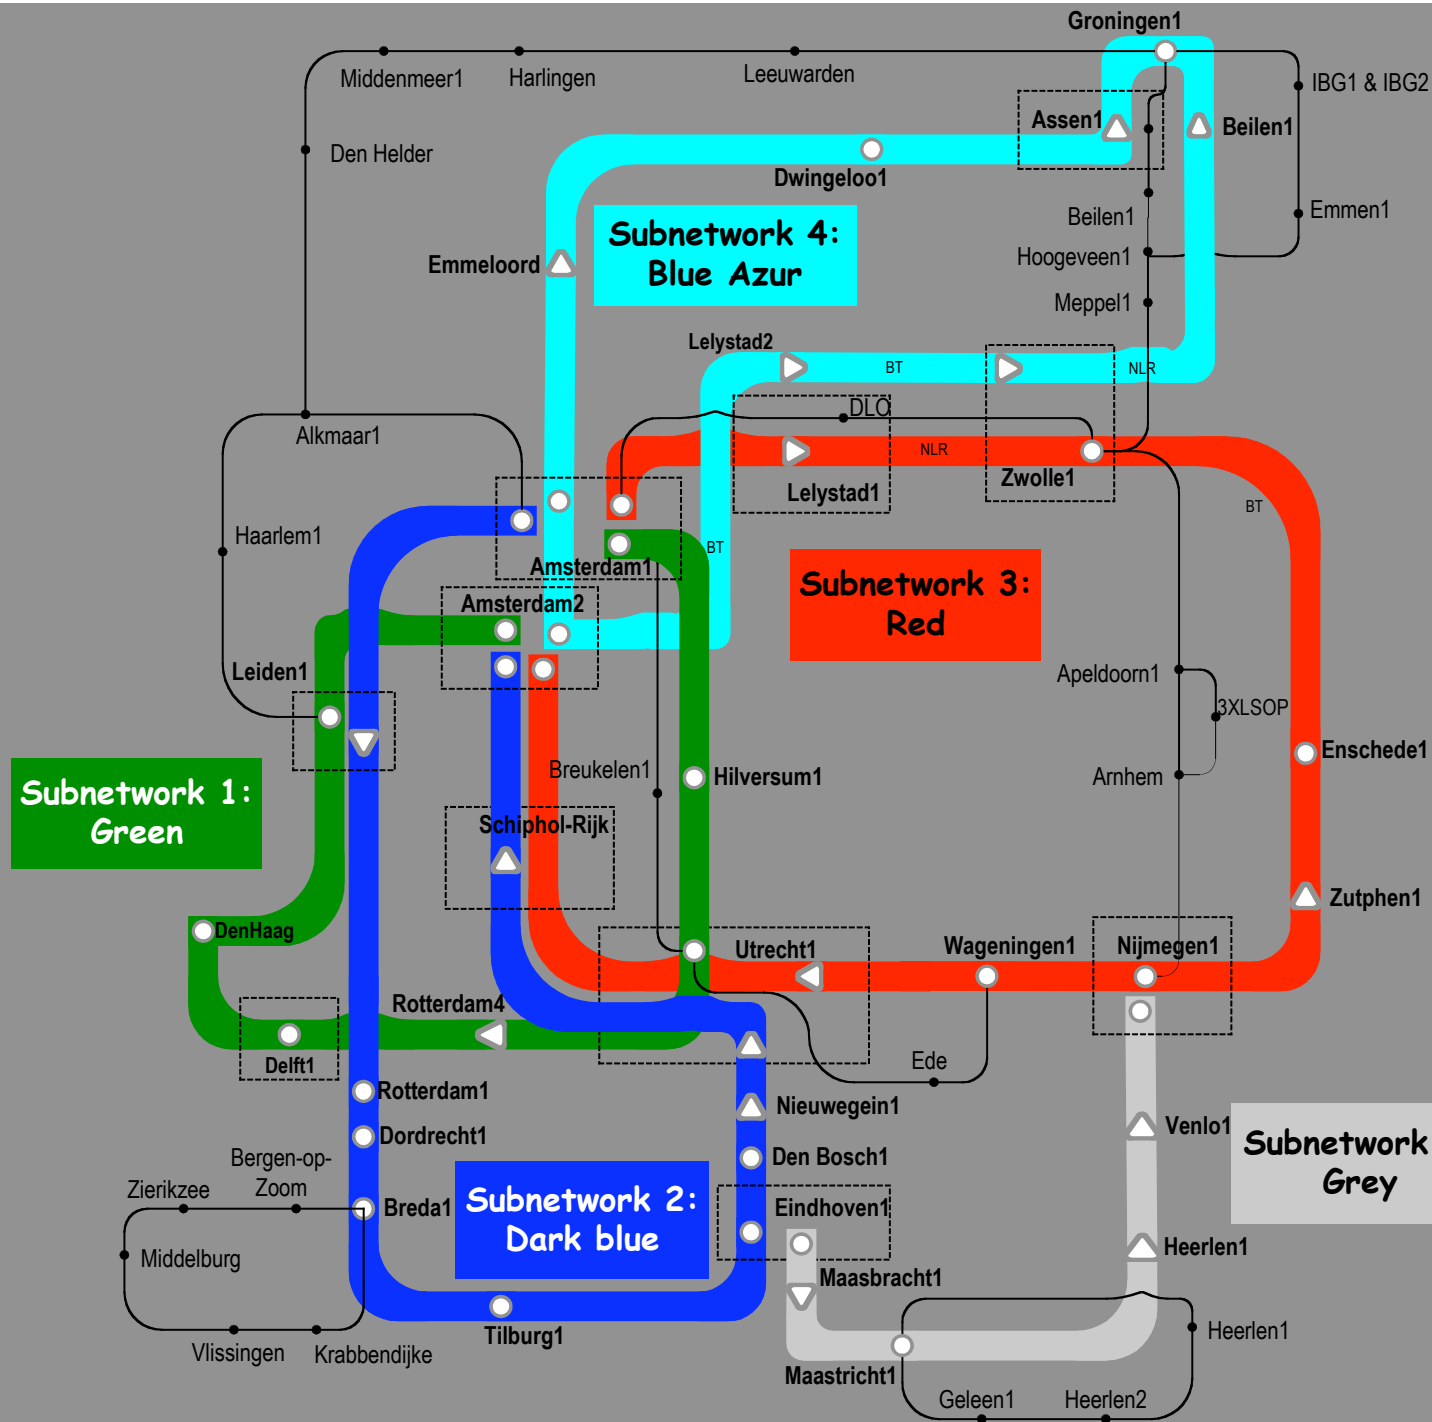 Groningen1
Middenmeer1
Harlingen
Leeuwarden
IBG1 & IBG2
Assen1
Beilen1
Den Helder
Dwingeloo1
Beilen1
Emmen1
Subnetwork 4:
Blue Azur
Emmeloord
Hoogeveen1
Meppel1
Lelystad2
BT
NLR
DLO
Alkmaar1
NLR
Zwolle1
Lelystad1
BT
Haarlem1
BT
Amsterdam1
Subnetwork 3:
Red
Amsterdam2
Leiden1
Apeldoorn1
3XLSOP
Breukelen1
Hilversum1
Arnhem
Enschede1
Subnetwork 1:
Green
Schiphol-Rijk
Zutphen1
DenHaag
Utrecht1
Wageningen1
Nijmegen1
Rotterdam4
Delft1
Ede
Rotterdam1
Nieuwegein1
Dordrecht1
Venlo1
Subnetwork
Grey
Bergen-op-
Zoom
Den Bosch1
Zierikzee
Breda1
Subnetwork 2:
Dark blue
Eindhoven1
Middelburg
Heerlen1
Maasbracht1
Tilburg1
Heerlen1
Vlissingen
Krabbendijke
Maastricht1
Geleen1
Heerlen2